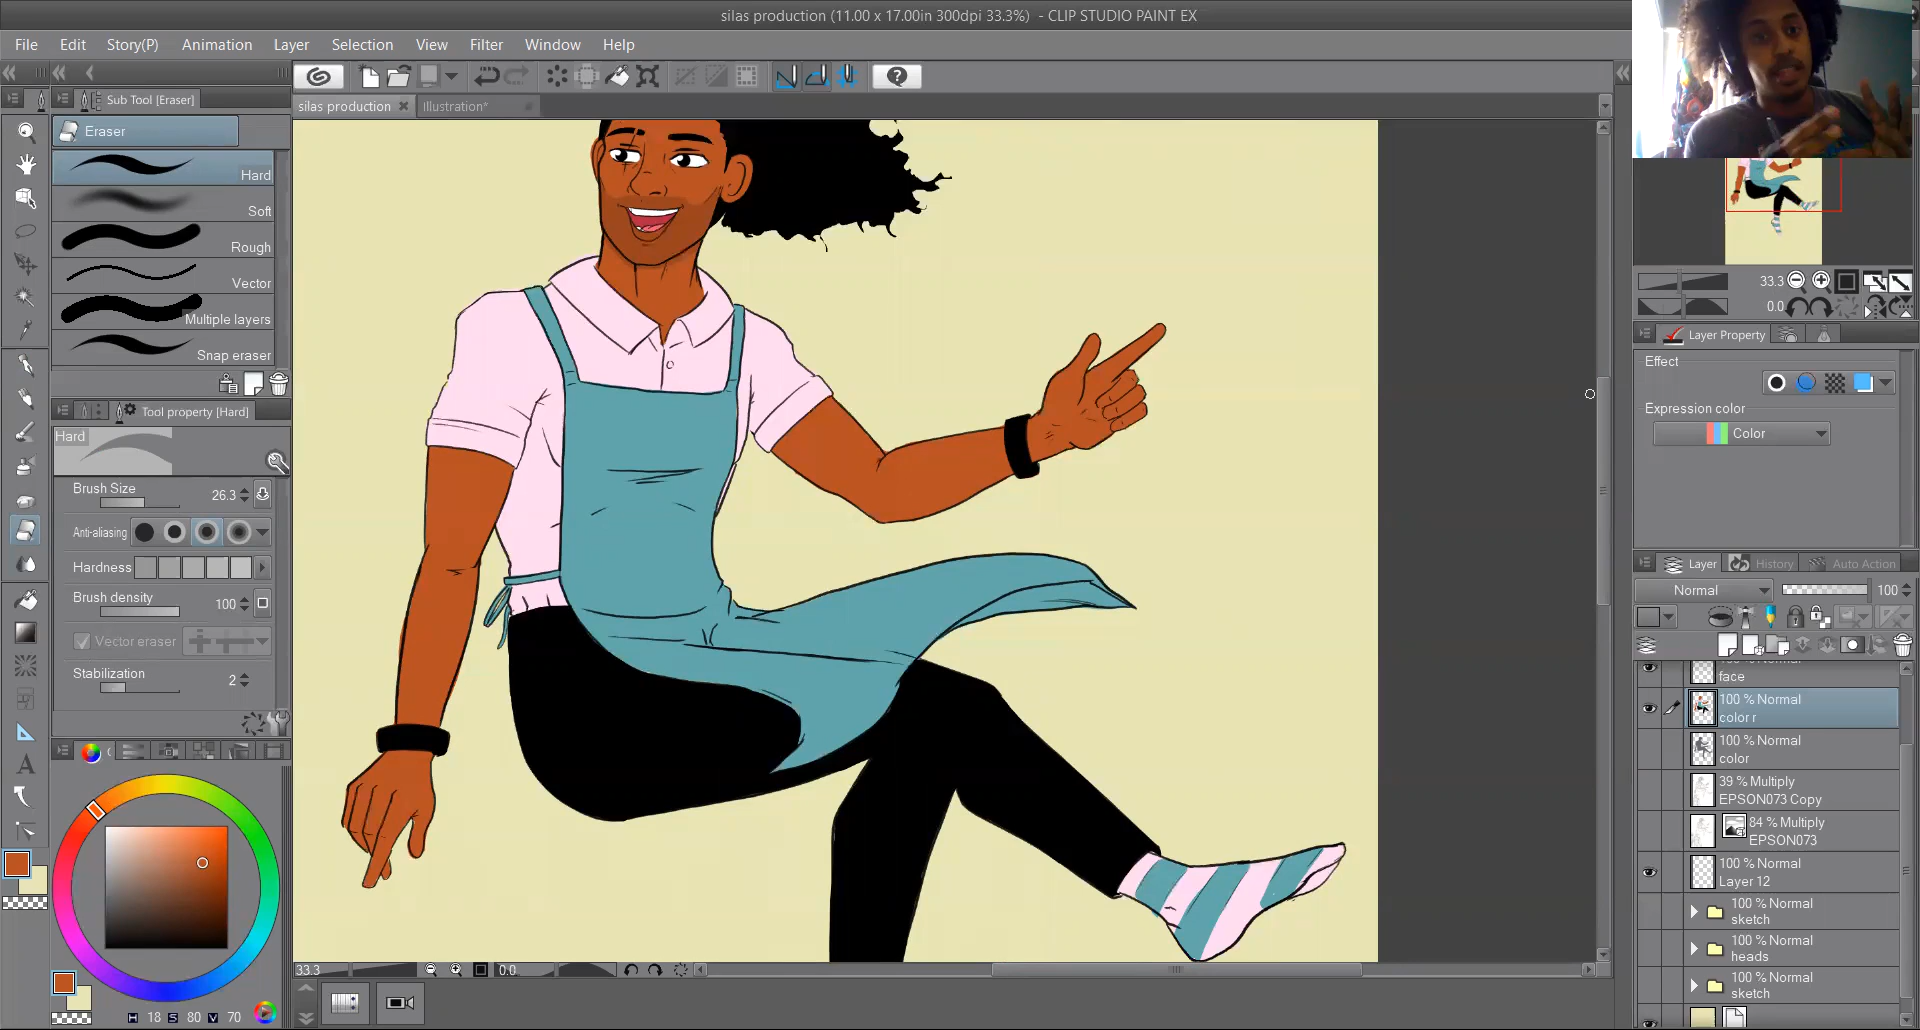 silas production (11.00 x 17.00in 300dpi 33.3%)  - CLIP STUDIO PAINT EX
File Edit Story(P) Animation Layer Selection View Filter Window Help
Sub Tool [Eraser]
silas production
Illustration*
Eraser
Hard
Soft
Rough
Vector
Multiple layers
Snap eraser
Tool property [Hard]
Hard
Brush Size 26.3
Anti-aliasing
Hardness
Brush density 100
Vector eraser
Stabilization 2
H 18 S 80 V 70
33.3 0.0
33.3
0.0
Layer Property
Effect
Expression color
Color
Layer History Auto Action
Normal 100
face
100 % Normal
color r
100 % Normal
color
39 % Multiply
EPSON073 Copy
84 % Multiply
EPSON073
100 % Normal
Layer 12
100 % Normal
sketch
100 % Normal
heads
100 % Normal
sketch